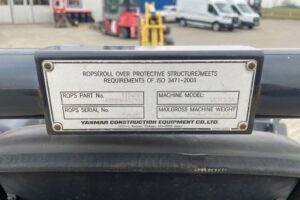 ROPS(ROLL OVER PROTECTIVE STRUCTURE)MEETS
REQUIREMENTS OF ISO 3471-2008
ROPS PART No.
MACHINE MODEL
ROPS SERIAL No.
MAX.GROSS MACHINE WEIGHT
YANMAR CONSTRUCTION EQUIPMENT CO.,LTD.